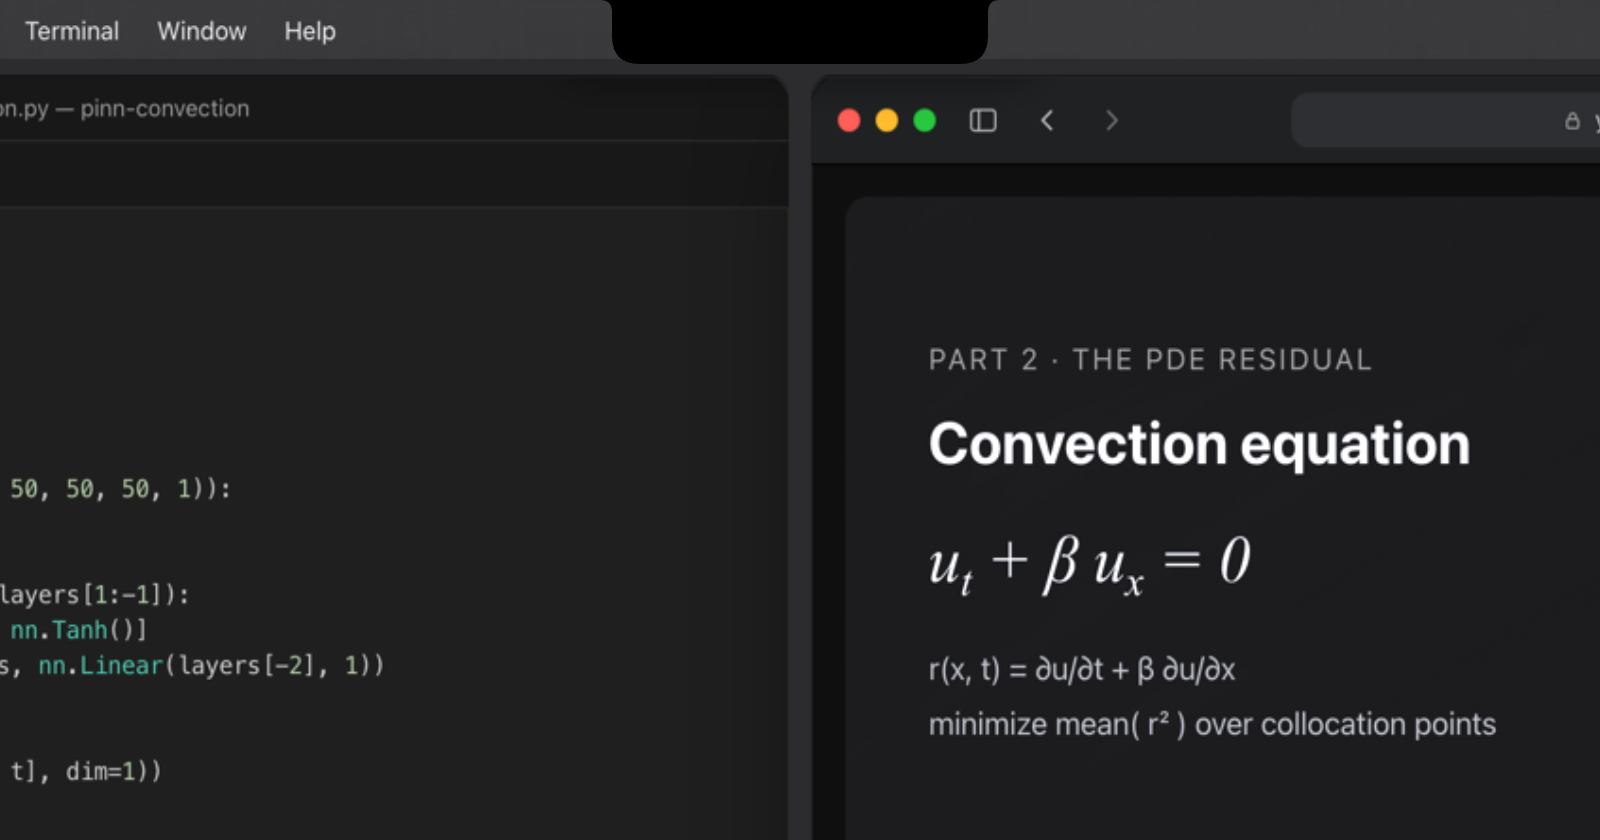 Terminal Window Help
on.py — pinn-convection
50, 50, 50, 1)):
layers[1:-1]):
nn.Tanh()]
s, nn.Linear(layers[-2], 1))
t], dim=1))
PART 2 · THE PDE RESIDUAL
Convection equation
u_t + β u_x = 0
r(x, t) = ∂u/∂t + β ∂u/∂x
minimize mean( r² ) over collocation points